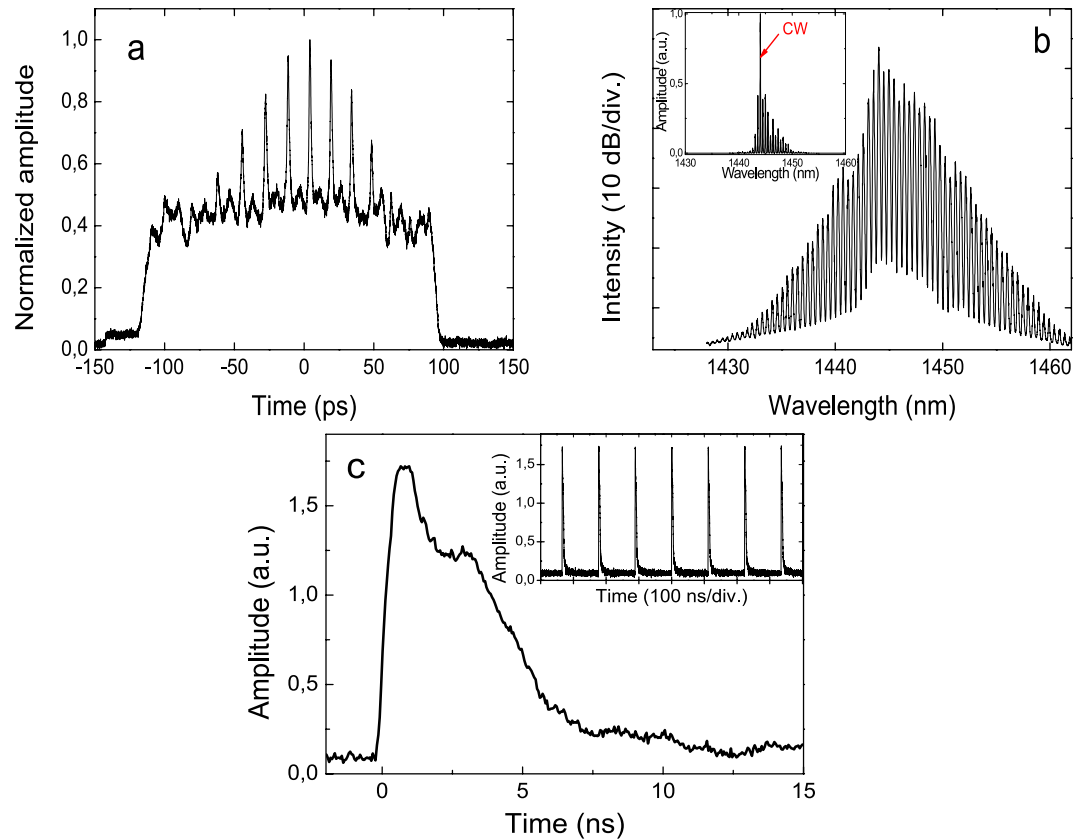 a
Normalized amplitude
1,0
0,8
0,6
0,4
0,2
0,0
-150 -100 -50 0 50 100 150
Time (ps)
b
Intensity (10 dB/div.)
1430 1440 1450 1460
Wavelength (nm)
CW
Amplitude (a.u.)
1,0
0,5
0,0
1430 1440 1450 1460
Wavelength (nm)
c
Amplitude (a.u.)
1,5
1,0
0,5
0,0
0 5 10 15
Time (ns)
Amplitude (a.u.)
1,5
1,0
0,5
0,0
Time (100 ns/div.)